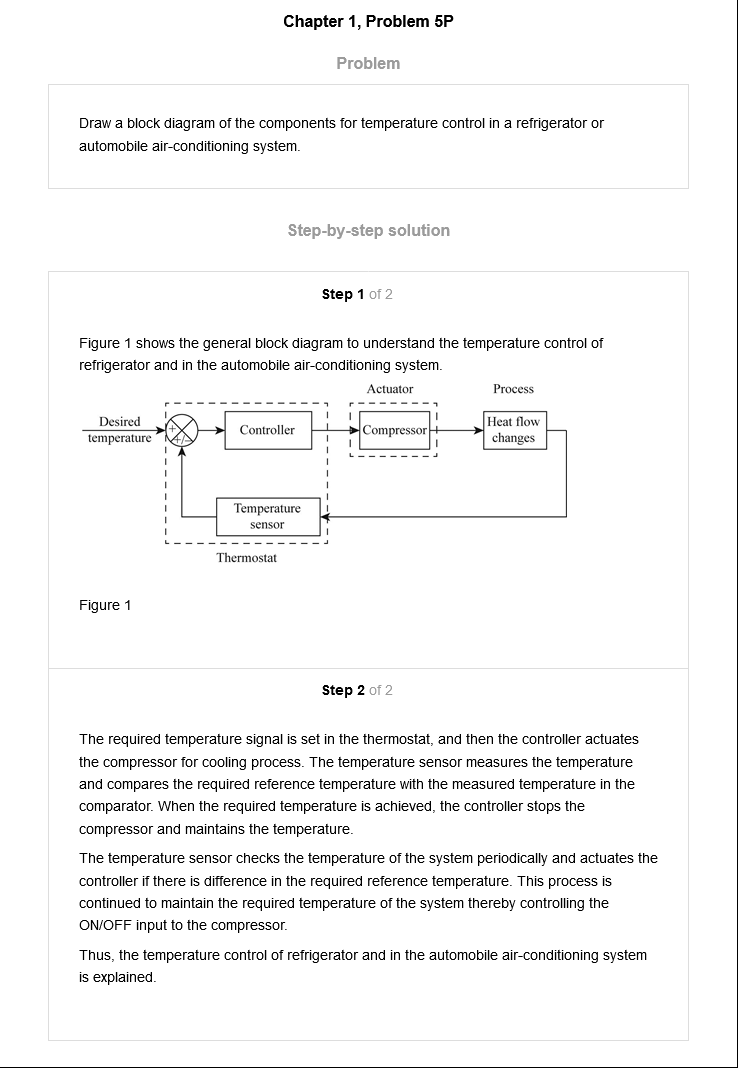 Chapter 1, Problem 5P
Problem
Draw a block diagram of the components for temperature control in a refrigerator or
automobile air-conditioning system.
Step-by-step solution
Step 1 of 2
Figure 1 shows the general block diagram to understand the temperature control of
refrigerator and in the automobile air-conditioning system.
Actuator
Process
Desired
temperature
+
+/−
Controller
Compressor
Heat flow
changes
Temperature
sensor
Thermostat
Figure 1
Step 2 of 2
The required temperature signal is set in the thermostat, and then the controller actuates
the compressor for cooling process. The temperature sensor measures the temperature
and compares the required reference temperature with the measured temperature in the
comparator. When the required temperature is achieved, the controller stops the
compressor and maintains the temperature.
The temperature sensor checks the temperature of the system periodically and actuates the
controller if there is difference in the required reference temperature. This process is
continued to maintain the required temperature of the system thereby controlling the
ON/OFF input to the compressor.
Thus, the temperature control of refrigerator and in the automobile air-conditioning system
is explained.